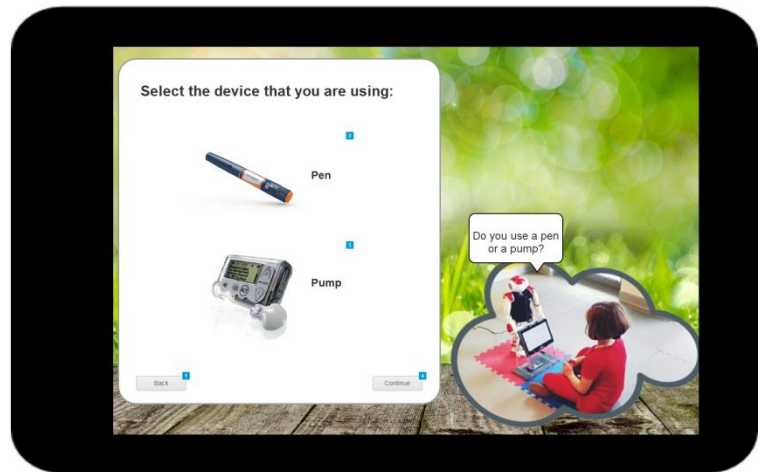 Select the device that you are using:
Pen
Do you use a pen
or a pump?
Pump
Back
Continue